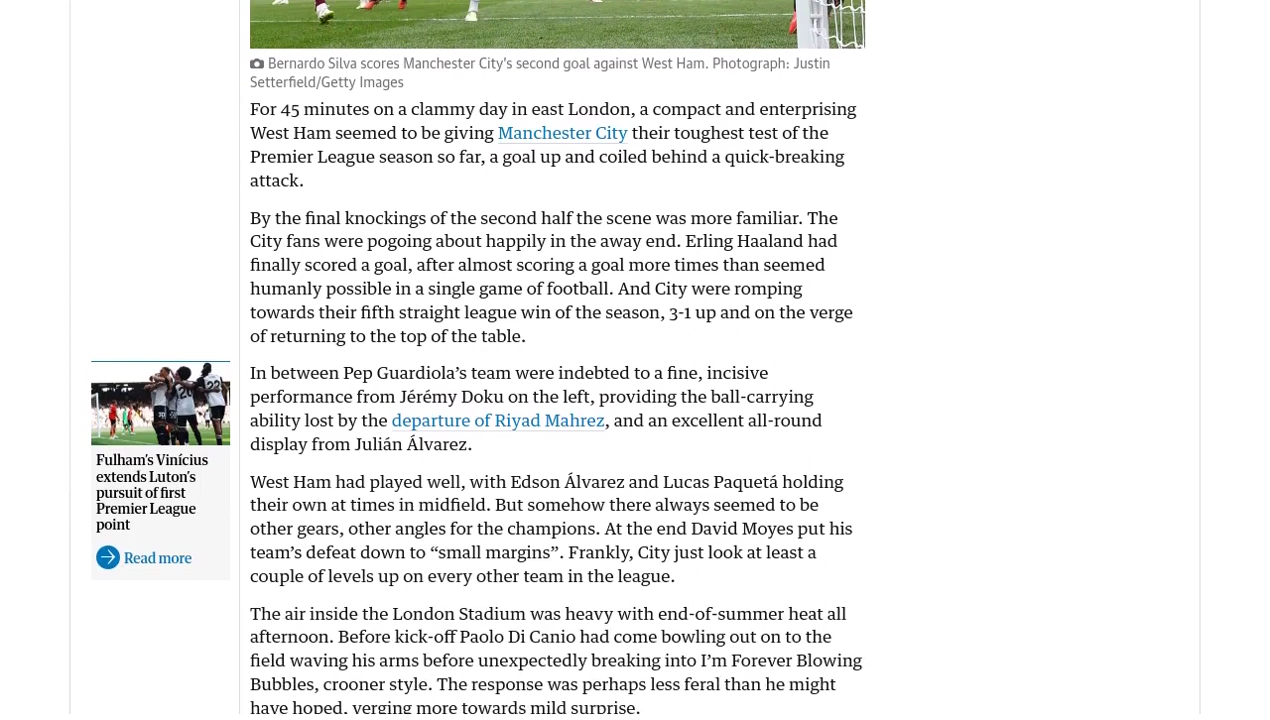 Bernardo Silva scores Manchester City's second goal against West Ham. Photograph: Justin
Setterfield/Getty Images
For 45 minutes on a clammy day in east London, a compact and enterprising
West Ham seemed to be giving Manchester City their toughest test of the
Premier League season so far, a goal up and coiled behind a quick-breaking
attack.
By the final knockings of the second half the scene was more familiar. The
City fans were pogoing about happily in the away end. Erling Haaland had
finally scored a goal, after almost scoring a goal more times than seemed
humanly possible in a single game of football. And City were romping
towards their fifth straight league win of the season, 3-1 up and on the verge
of returning to the top of the table.
In between Pep Guardiola’s team were indebted to a fine, incisive
performance from Jérémy Doku on the left, providing the ball-carrying
ability lost by the departure of Riyad Mahrez, and an excellent all-round
display from Julián Álvarez.
Fulham’s Vinícius
extends Luton’s
pursuit of first
Premier League
point
Read more
West Ham had played well, with Edson Álvarez and Lucas Paquetá holding
their own at times in midfield. But somehow there always seemed to be
other gears, other angles for the champions. At the end David Moyes put his
team’s defeat down to “small margins”. Frankly, City just look at least a
couple of levels up on every other team in the league.
The air inside the London Stadium was heavy with end-of-summer heat all
afternoon. Before kick-off Paolo Di Canio had come bowling out on to the
field waving his arms before unexpectedly breaking into I’m Forever Blowing
Bubbles, crooner style. The response was perhaps less feral than he might
have hoped, verging more towards mild surprise.